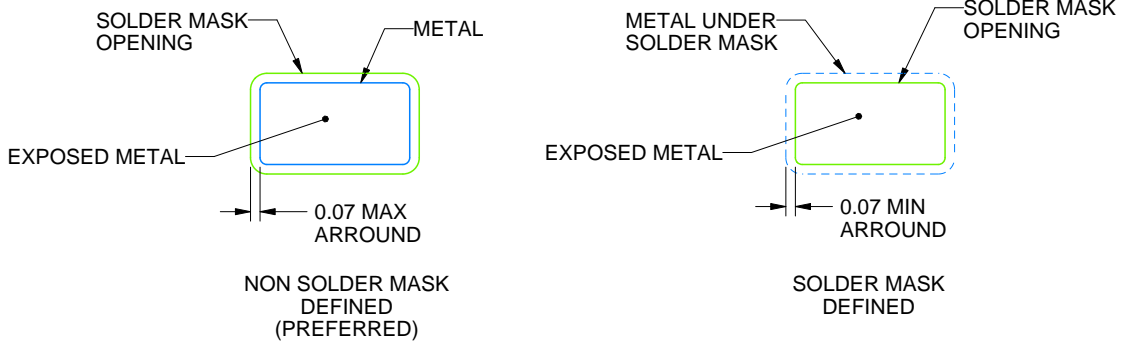 SOLDER MASK
OPENING
METAL
EXPOSED METAL
0.07 MAX
ARROUND
NON SOLDER MASK
DEFINED
(PREFERRED)
METAL UNDER
SOLDER MASK
SOLDER MASK
OPENING
EXPOSED METAL
0.07 MIN
ARROUND
SOLDER MASK
DEFINED